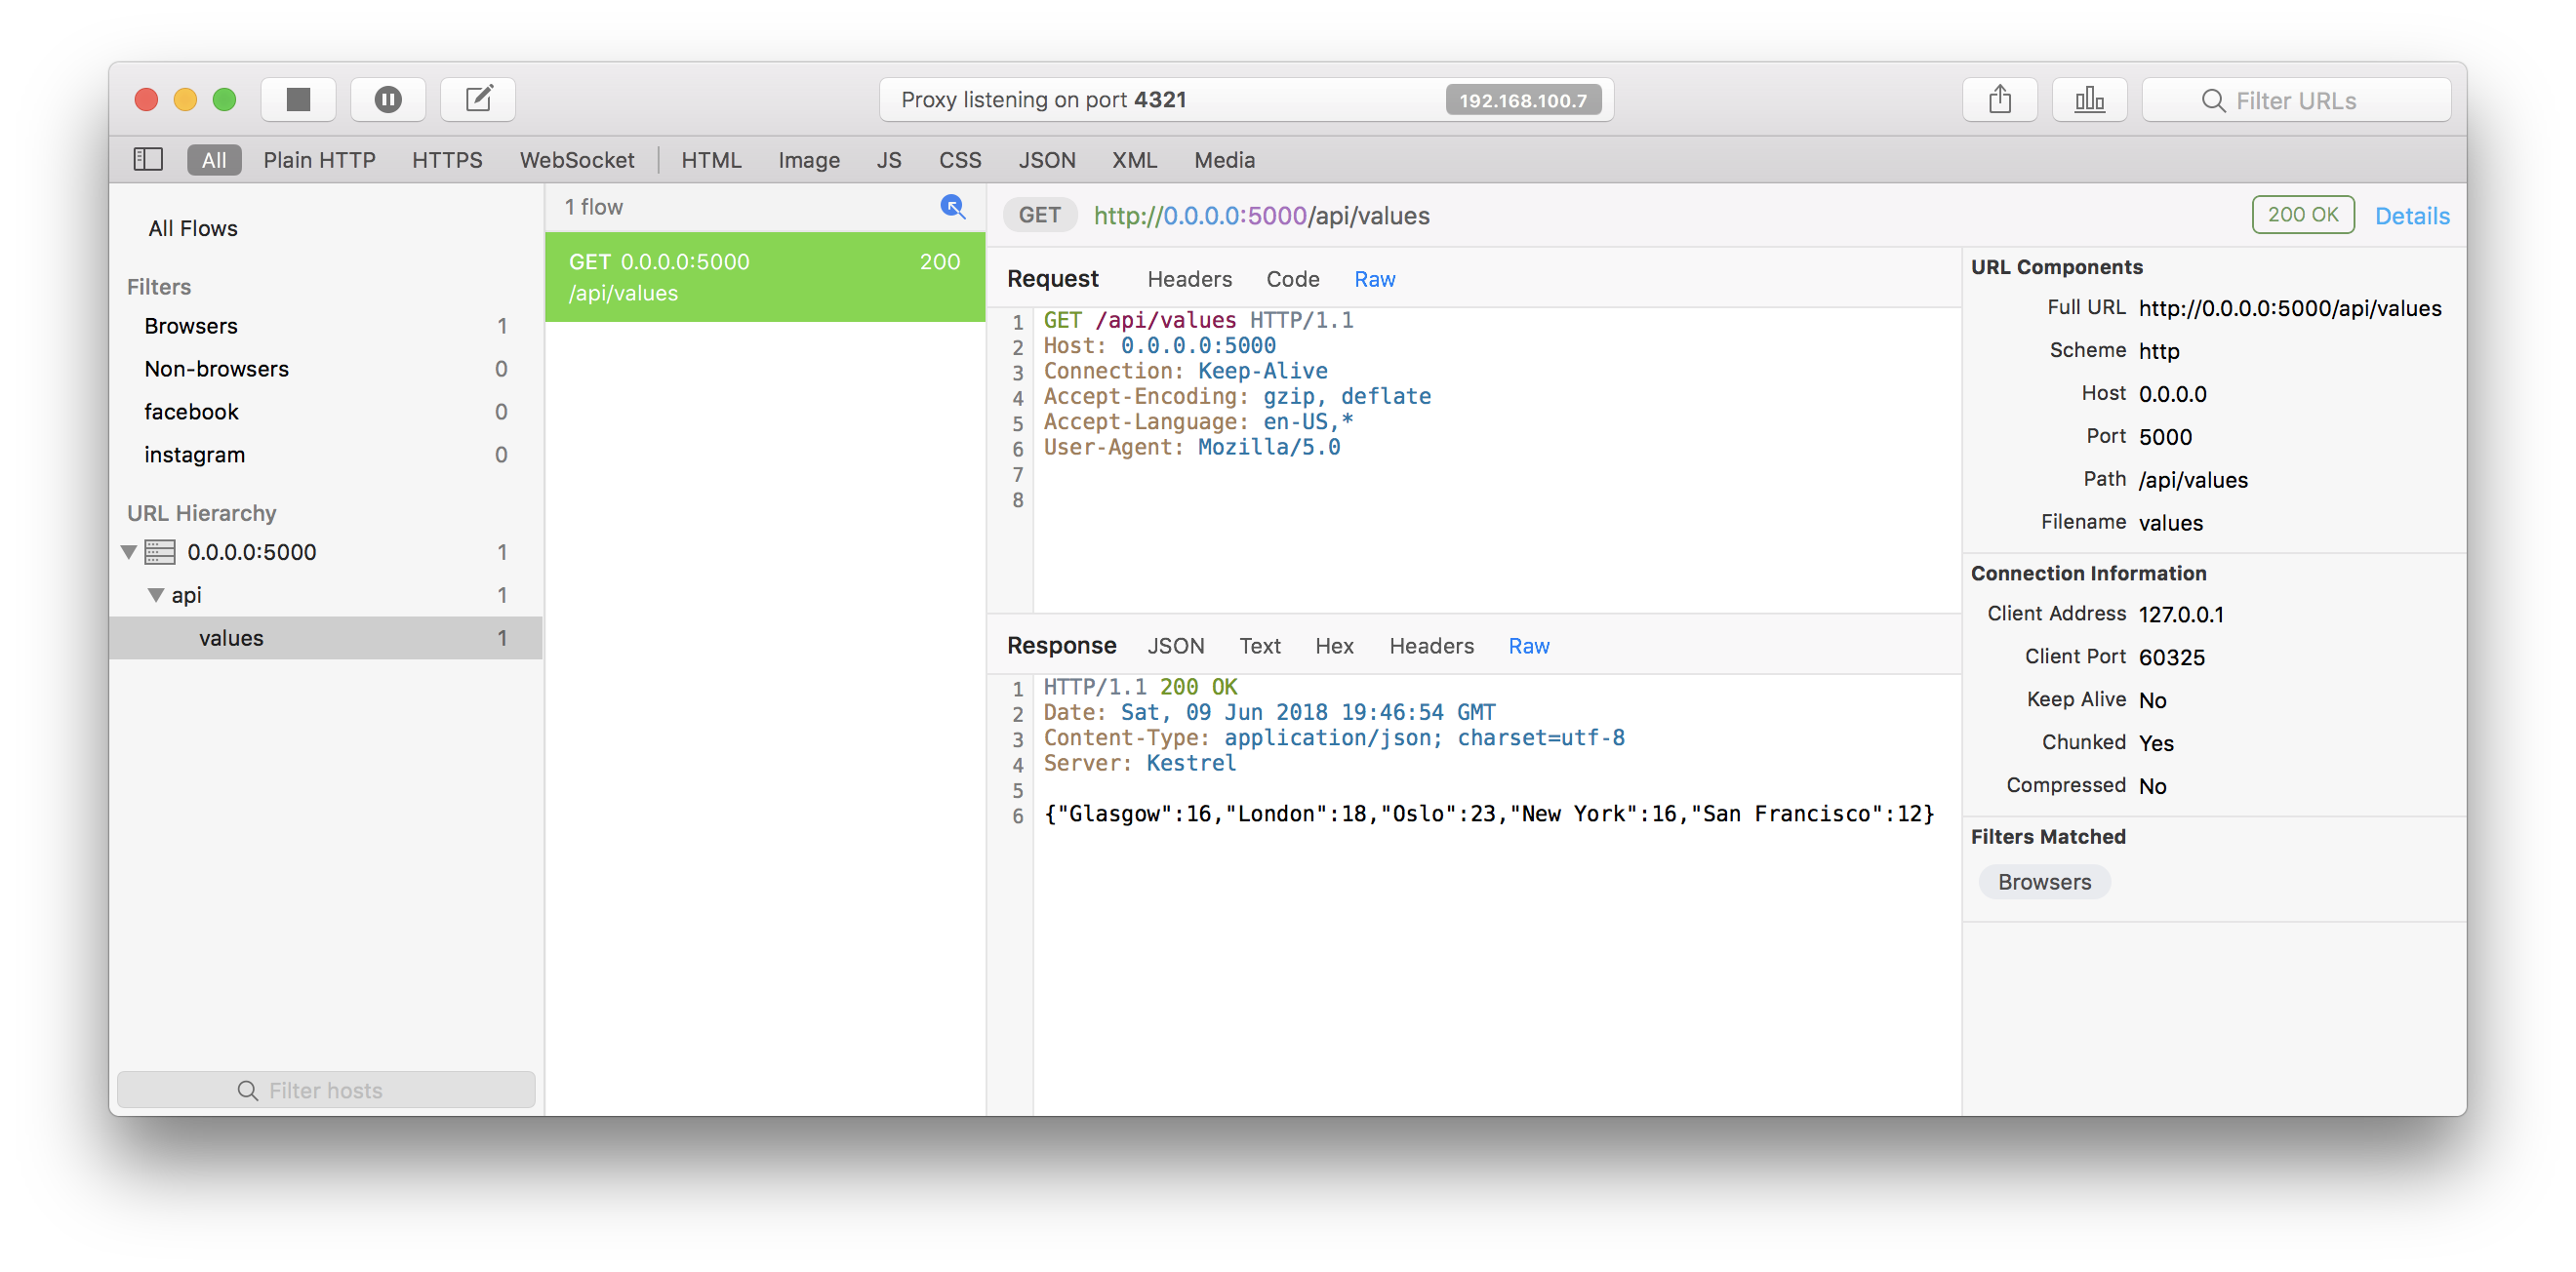 Proxy listening on port 4321 192.168.100.7 Filter URLs
All Plain HTTP HTTPS WebSocket HTML Image JS CSS JSON XML Media
All Flows
Filters
Browsers 1
Non-browsers 0
facebook 0
instagram 0
URL Hierarchy
0.0.0.0:5000 1
api 1
values 1
Filter hosts
1 flow
GET 0.0.0.0:5000 200
/api/values
GET http://0.0.0.0:5000/api/values 200 OK Details
Request Headers Code Raw
1 GET /api/values HTTP/1.1
2 Host: 0.0.0.0:5000
3 Connection: Keep-Alive
4 Accept-Encoding: gzip, deflate
5 Accept-Language: en-US,*
6 User-Agent: Mozilla/5.0
7
8
Response JSON Text Hex Headers Raw
1 HTTP/1.1 200 OK
2 Date: Sat, 09 Jun 2018 19:46:54 GMT
3 Content-Type: application/json; charset=utf-8
4 Server: Kestrel
5
6 {"Glasgow":16,"London":18,"Oslo":23,"New York":16,"San Francisco":12}
URL Components
Full URL http://0.0.0.0:5000/api/values
Scheme http
Host 0.0.0.0
Port 5000
Path /api/values
Filename values
Connection Information
Client Address 127.0.0.1
Client Port 60325
Keep Alive No
Chunked Yes
Compressed No
Filters Matched
Browsers